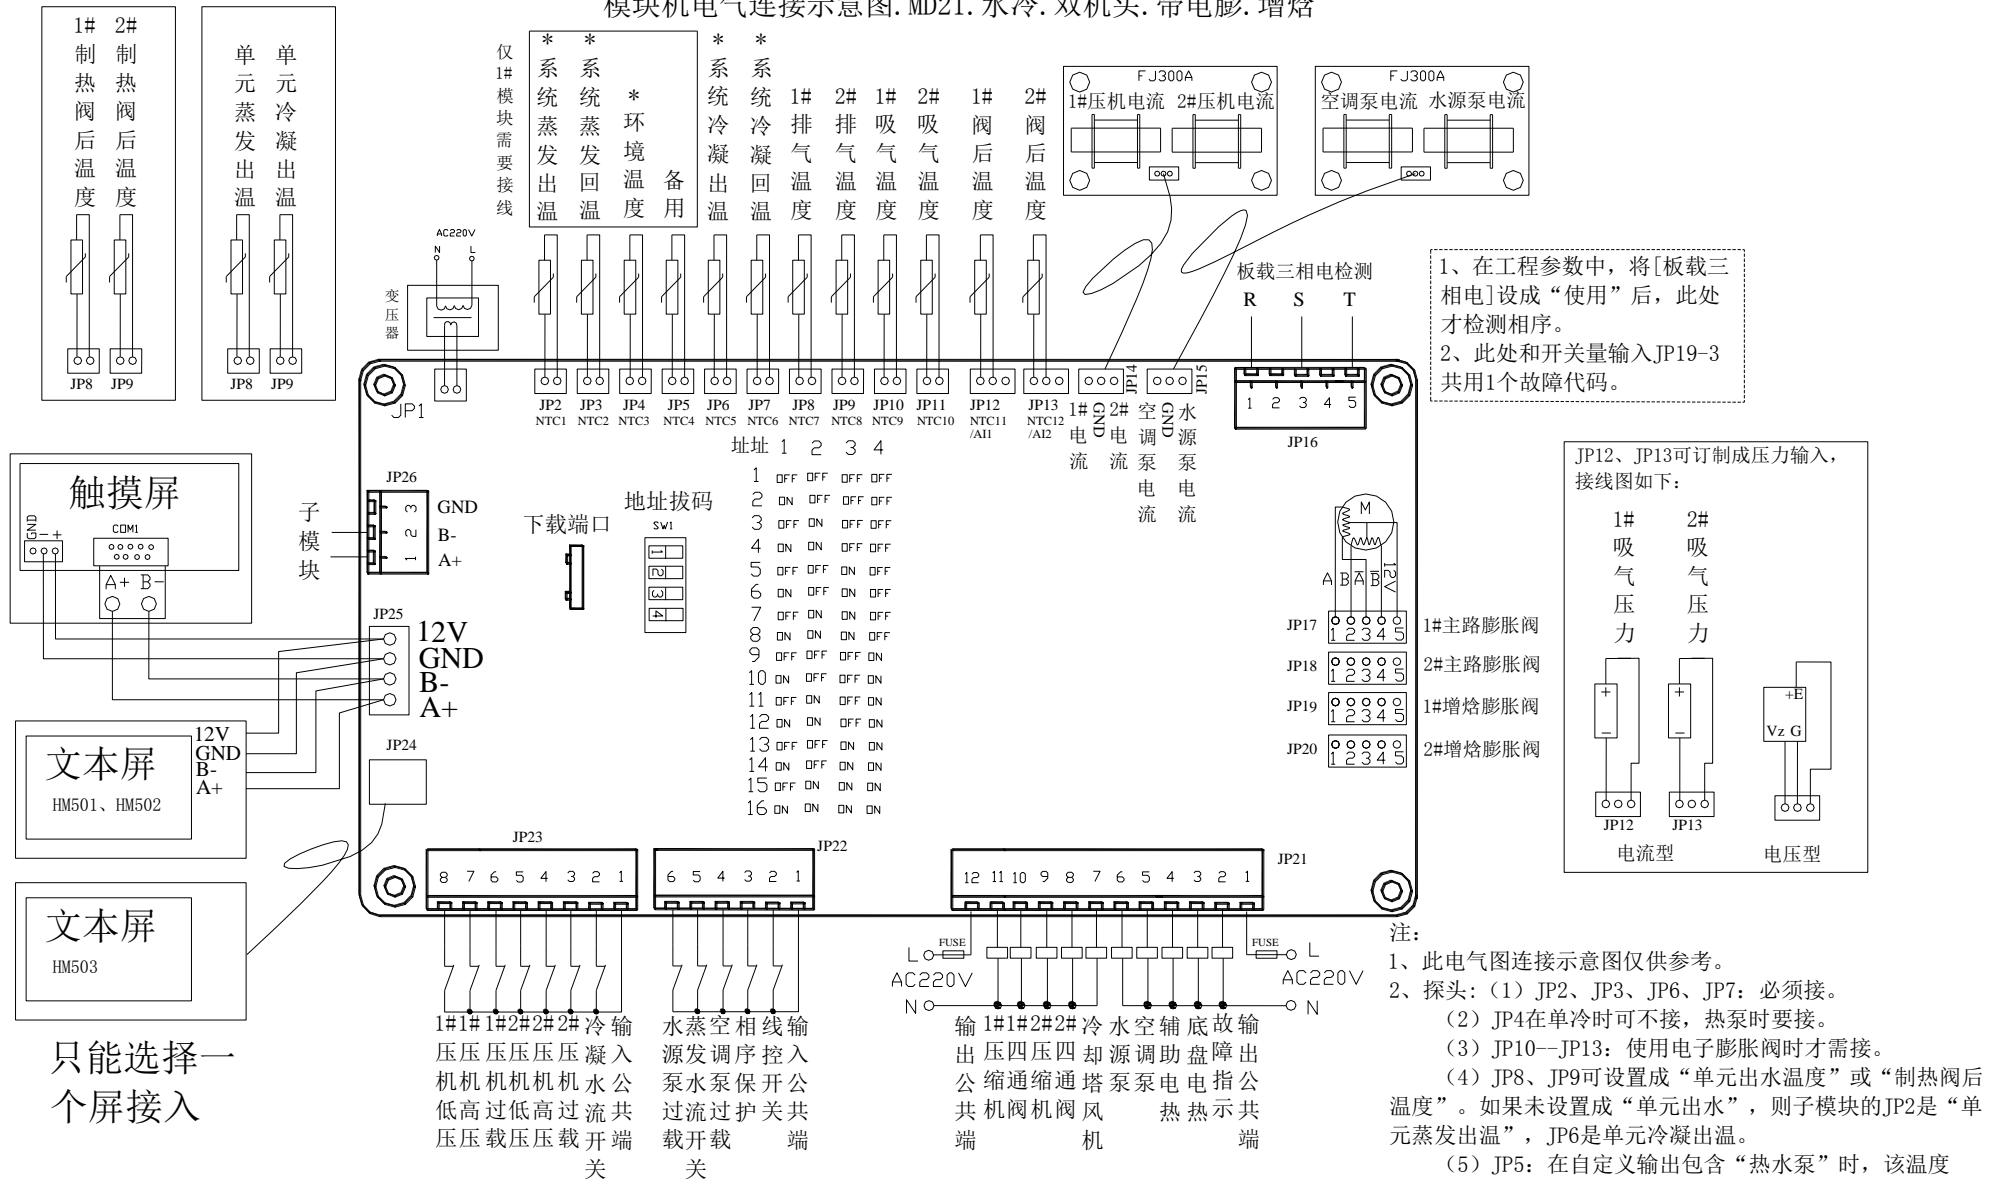 模块机电气连接示意图.MD21.水冷.双机头.带电膨.增焓
1#制热阀后温度
2#制热阀后温度
JP8
JP9
单元蒸发出温
单元冷凝出温
JP8
JP9
仅1#模块需要接线
*系统蒸发出温
*系统蒸发回温
*环境温度
备用
*系统冷凝出温
*系统冷凝回温
1#排气温度
2#排气温度
1#吸气温度
2#吸气温度
1#阀后温度
2#阀后温度
FJ300A
1#压机电流 2#压机电流
FJ300A
空调泵电流 水源泵电流
AC220V
N L
变压器
JP1
JP2
NTC1
JP3
NTC2
JP4
NTC3
JP5
NTC4
JP6
NTC5
JP7
NTC6
JP8
NTC7
JP9
NTC8
JP10
NTC9
JP11
NTC10
JP12
NTC11
/AI1
JP13
NTC12
/AI2
JP14
1#电流
GND
2#电流
JP15
空调泵电流
GND
水源泵电流
板载三相电检测
R S T
1 2 3 4 5
JP16
1、在工程参数中，将[板载三
相电]设成“使用”后，此处
才检测相序。
2、此处和开关量输入JP19-3
共用1个故障代码。
JP12、JP13可订制成压力输入，
接线图如下：
1#吸气压力
2#吸气压力
+
-
+
-
+E
Vz G
JP12
JP13
电流型
电压型
触摸屏
GND
-
+
COM1
A+ B-
子模块
JP26
3 GND
2 B-
1 A+
JP25
12V
GND
B-
A+
下载端口
地址拔码
SW1
1
2
3
4
址址 1 2 3 4
1 OFF OFF OFF OFF
2 ON OFF OFF OFF
3 OFF ON OFF OFF
4 ON ON OFF OFF
5 OFF OFF ON OFF
6 ON OFF ON OFF
7 OFF ON ON OFF
8 ON ON ON OFF
9 OFF OFF OFF ON
10 ON OFF OFF ON
11 OFF ON OFF ON
12 ON ON OFF ON
13 OFF OFF ON ON
14 ON OFF ON ON
15 OFF ON ON ON
16 ON ON ON ON
M
A B A̅ B̅ 12V
JP17 1 2 3 4 5 1#主路膨胀阀
JP18 1 2 3 4 5 2#主路膨胀阀
JP19 1 2 3 4 5 1#增焓膨胀阀
JP20 1 2 3 4 5 2#增焓膨胀阀
文本屏
HM501、HM502
12V
GND
B-
A+
JP24
文本屏
HM503
只能选择一
个屏接入
JP23
8 7 6 5 4 3 2 1
1#压机低压
1#压机高压
1#压机过载
2#压机低压
2#压机高压
2#压机过载
冷凝水流开关
输入公共端
JP22
6 5 4 3 2 1
水源泵过载
蒸发水流开关
空调泵过载
相序保护
线控开关
输入公共端
JP21
12 11 10 9 8 7 6 5 4 3 2 1
L FUSE
AC220V
N
FUSE L
AC220V
N
输出公共端
1#压缩机
1#四通阀
2#压缩机
2#四通阀
冷却塔风机
水源泵
空调泵
辅助电热
底盘电热
故障指示
输出公共端
注：
1、此电气图连接示意图仅供参考。
2、探头:（1）JP2、JP3、JP6、JP7：必须接。
（2）JP4在单冷时可不接，热泵时要接。
（3）JP10--JP13：使用电子膨胀阀时才需接。
（4）JP8、JP9可设置成“单元出水温度”或“制热阀后
温度”。如果未设置成“单元出水”，则子模块的JP2是“单
元蒸发出温”，JP6是单元冷凝出温。
（5）JP5：在自定义输出包含“热水泵”时，该温度